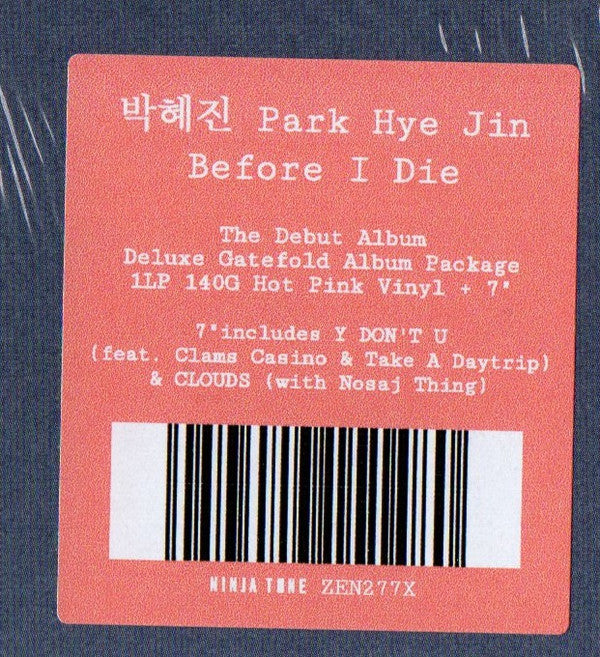 박혜진 Park Hye Jin
Before I Die
The Debut Album
Deluxe Gatefold Album Package
1LP 140G Hot Pink Vinyl + 7"
7"includes Y DON'T U
(feat. Clams Casino & Take A Daytrip)
& CLOUDS (with Nosaj Thing)
NINJA TUNE ZEN277X